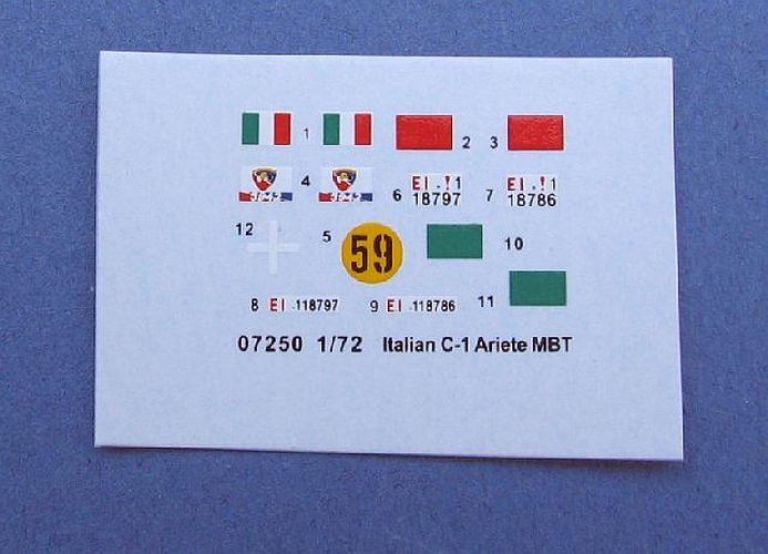 1 2 3
4 6 EI .!1 7 EI .!1
18797 18786
12 5 59 10
8 EI -118797 9 EI -118786 11
07250 1/72 Italian C-1 Ariete MBT